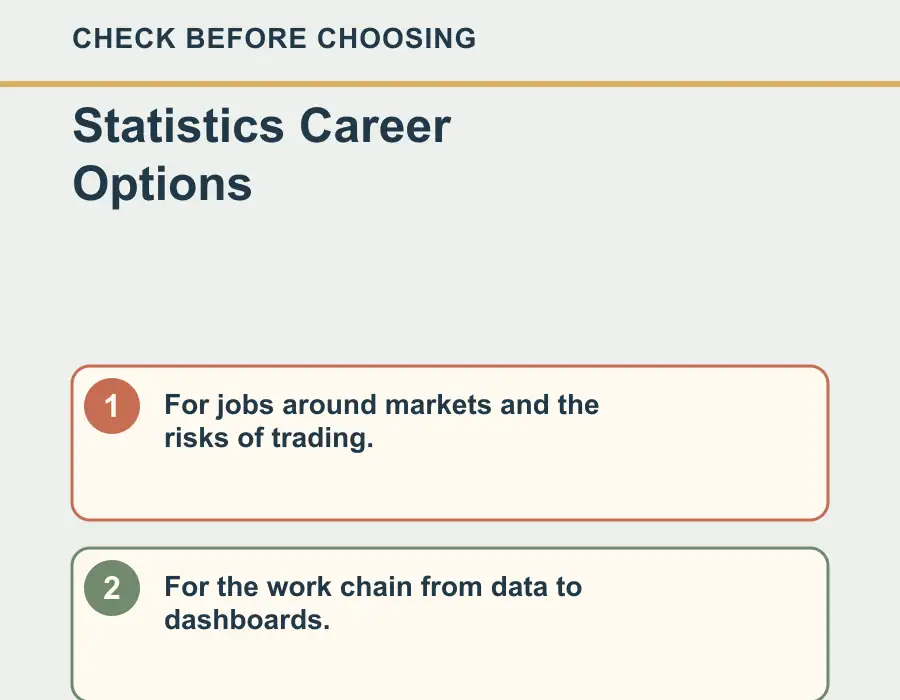 CHECK BEFORE CHOOSING
Statistics Career
Options
1
For jobs around markets and the
risks of trading.
2
For the work chain from data to
dashboards.